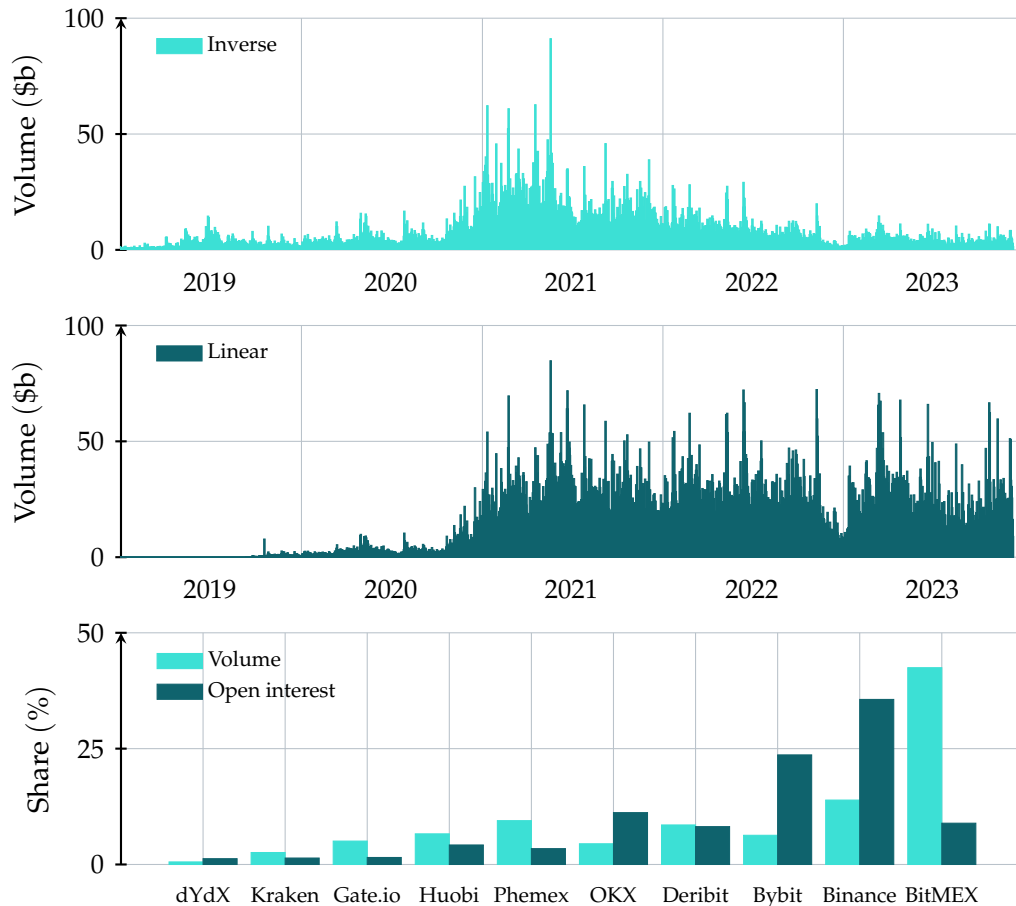 100
Inverse
Volume ($b)
50
0
2019 2020 2021 2022 2023
100
Linear
Volume ($b)
50
0
2019 2020 2021 2022 2023
50
Volume
Open interest
Share (%)
25
0
dYdX Kraken Gate.io Huobi Phemex OKX Deribit Bybit Binance BitMEX